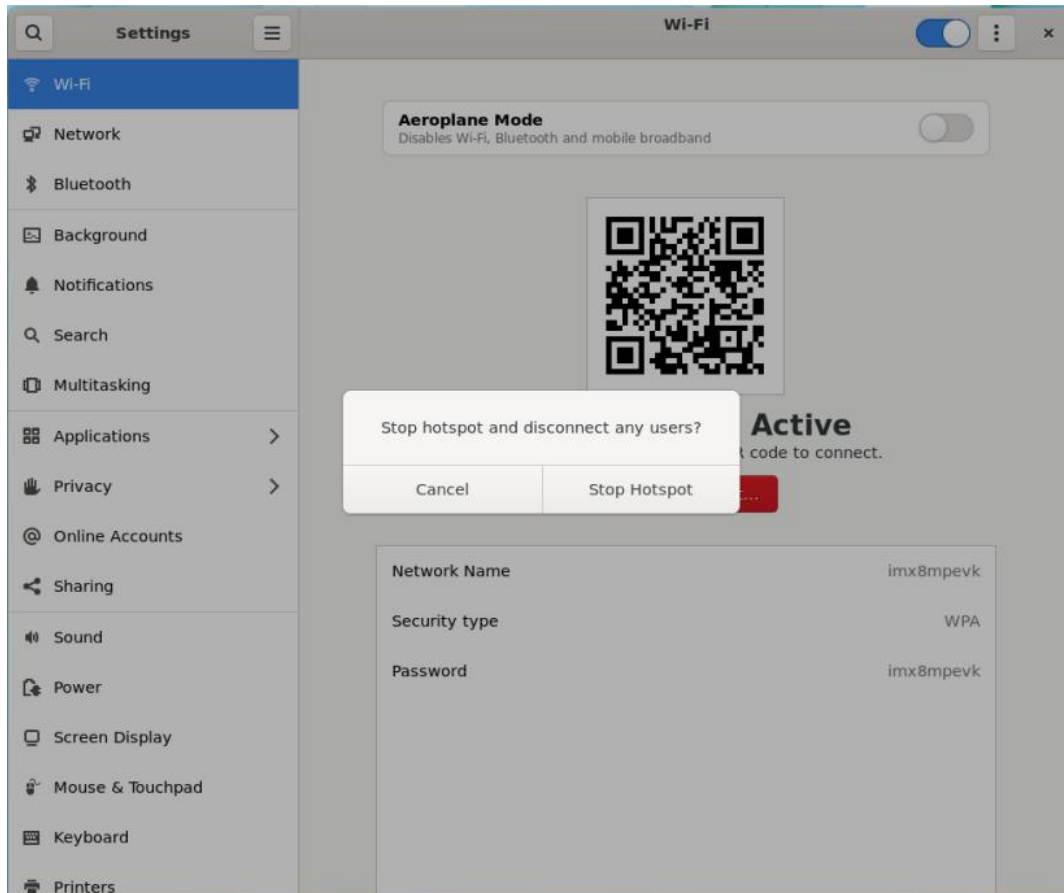 Settings
Wi-Fi
Wi-Fi
Network
Bluetooth
Background
Notifications
Search
Multitasking
Applications
Privacy
Online Accounts
Sharing
Sound
Power
Screen Display
Mouse & Touchpad
Keyboard
Printers
Aeroplane Mode
Disables Wi-Fi, Bluetooth and mobile broadband
Active
code to connect.
Stop hotspot and disconnect any users?
Cancel Stop Hotspot
Network Name imx8mpevk
Security type WPA
Password imx8mpevk